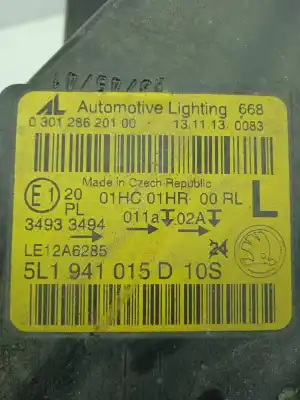 AL Automotive Lighting 668
0 301 286 201 00 13.11.13 0083
Made in Czech Republic
E1 20 01HC 01HR 00 RL
PL 011a 02A L
3493 3494
LE12A6285 24
5L1 941 015 D 10S